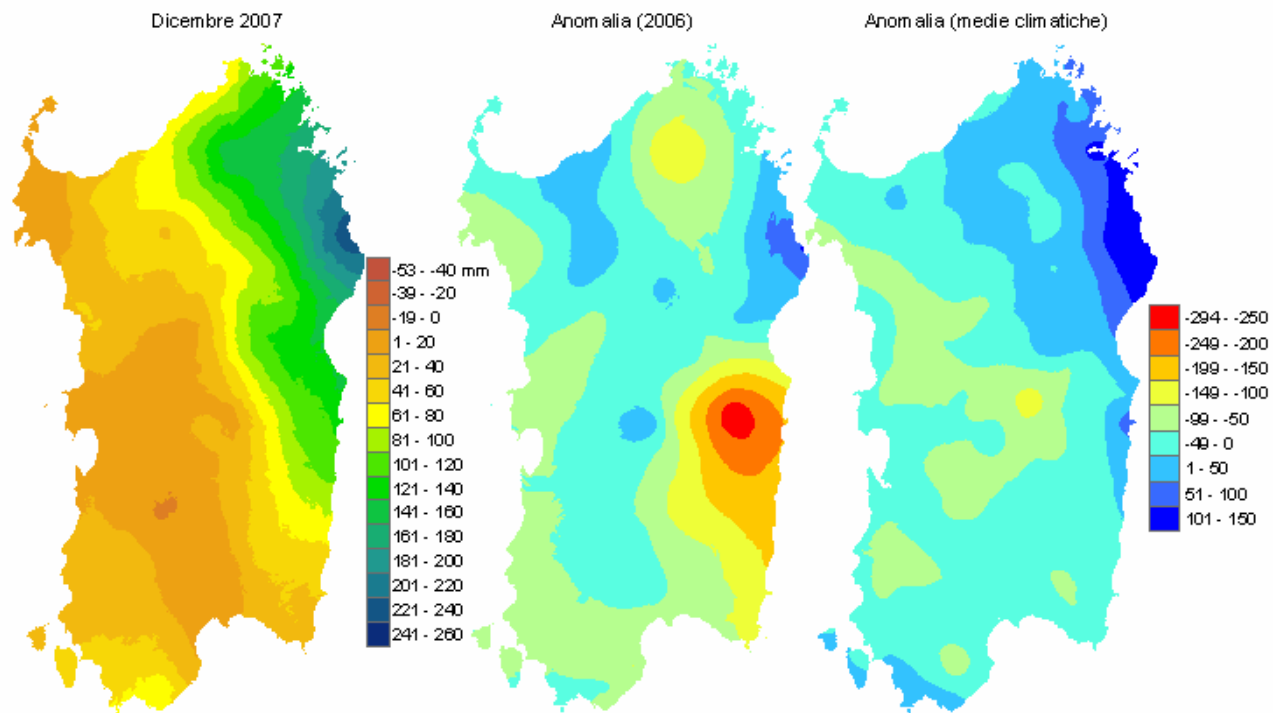 Dicembre 2007
Anomalia (2006)
Anomalia (medie climatiche)
-53 - -40 mm
-39 - -20
-19 - 0
1 - 20
21 - 40
41 - 60
61 - 80
81 - 100
101 - 120
121 - 140
141 - 160
161 - 180
181 - 200
201 - 220
221 - 240
241 - 260
-294 - -250
-249 - -200
-199 - -150
-149 - -100
-99 - -50
-49 - 0
1 - 50
51 - 100
101 - 150